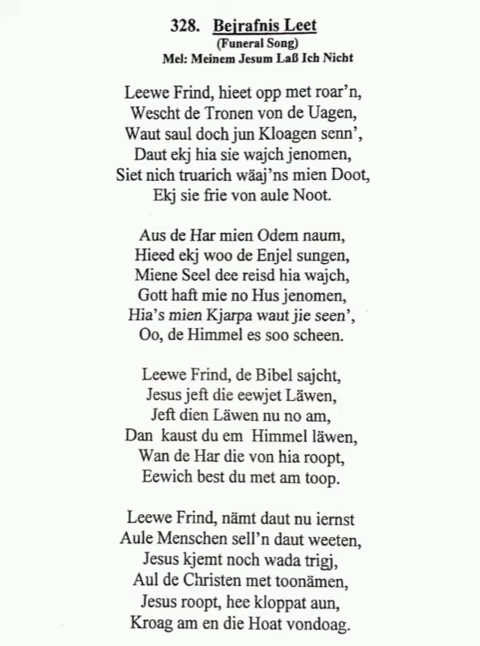 328. Bejrafnis Leet
(Funeral Song)
Mel: Meinem Jesum Laß Ich Nicht
Leewe Frind, hieet opp met roar'n,
Wescht de Tronen von de Uagen,
Waut saul doch jun Kloagen senn',
Daut ekj hia sie wajch jenomen,
Siet nich truarich wäaj'ns mien Doot,
Ekj sie frie von aule Noot.
Aus de Har mien Odem naum,
Hieed ekj woo de Enjel sungen,
Miene Seel dee reisd hia wajch,
Gott haft mie no Hus jenomen,
Hia's mien Kjarpa waut jie seen',
Oo, de Himmel es soo scheen.
Leewe Frind, de Bibel sajcht,
Jesus jeft die eewjet Läwen,
Jeft dien Läwen nu no am,
Dan kaust du em Himmel läwen,
Wan de Har die von hia roopt,
Eewich best du met am toop.
Leewe Frind, nämt daut nu iernst
Aule Menschen sell'n daut weeten,
Jesus kjemt noch wada trigj,
Aul de Christen met toonämen,
Jesus roopt, hee kloppat aun,
Kroag am en die Hoat vondoag.